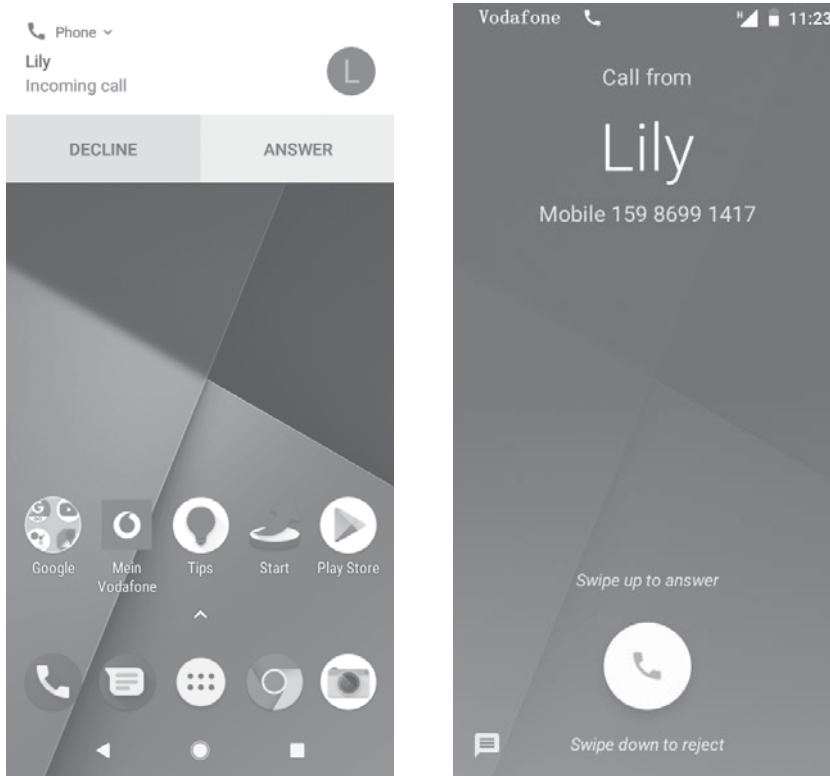 Phone
Lily
Incoming call
L
DECLINE
ANSWER
Google
Mein
Vodafone
Tips
Start
Play Store
Vodafone
H
11:23
Call from
Lily
Mobile 159 8699 1417
Swipe up to answer
Swipe down to reject